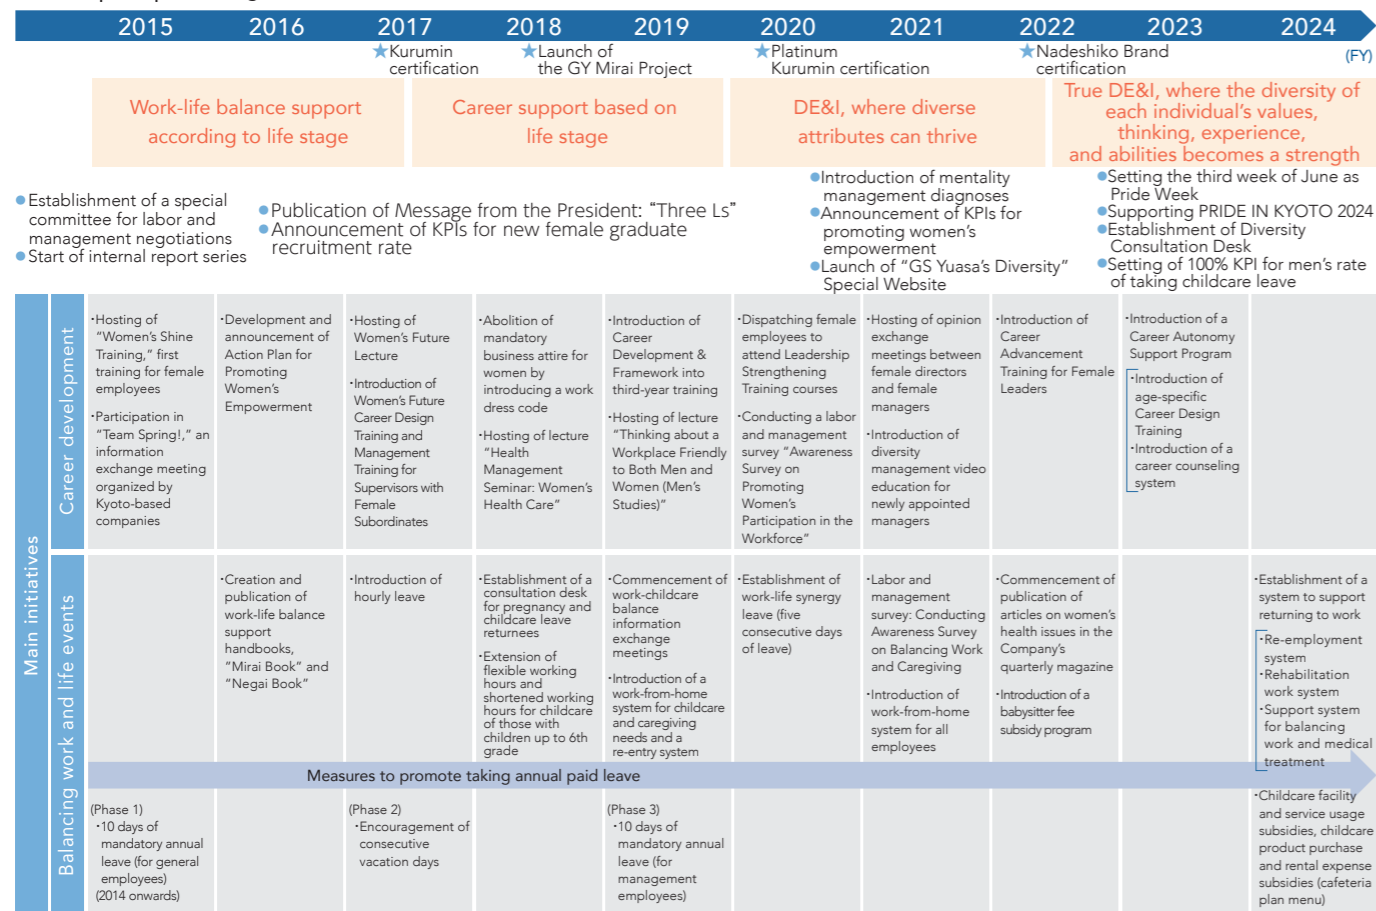 2015 2016 2017 2018 2019 2020 2021 2022 2023 2024
(FY)
★Kurumin
certification
★Launch of
the GY Mirai Project
★Platinum
Kurumin certification
★Nadeshiko Brand
certification
Work-life balance support
according to life stage
Career support based on
life stage
DE&I, where diverse
attributes can thrive
True DE&I, where the diversity of
each individual's values,
thinking, experience,
and abilities becomes a strength
●Establishment of a special
committee for labor and
management negotiations
●Start of internal report series
●Publication of Message from the President: "Three Ls"
●Announcement of KPIs for new female graduate
recruitment rate
●Introduction of mentality
management diagnoses
●Announcement of KPIs for
promoting women's
empowerment
●Launch of "GS Yuasa's Diversity"
Special Website
●Setting the third week of June as
Pride Week
●Supporting PRIDE IN KYOTO 2024
●Establishment of Diversity
Consultation Desk
●Setting of 100% KPI for men's rate
of taking childcare leave
Main initiatives
Career development
・Hosting of
"Women's Shine
Training," first
training for female
employees
・Participation in
"Team Spring!," an
information
exchange meeting
organized by
Kyoto-based
companies
・Development and
announcement of
Action Plan for
Promoting
Women's
Empowerment
・Hosting of
Women's Future
Lecture
・Introduction of
Women's Future
Career Design
Training and
Management
Training for
Supervisors with
Female
Subordinates
・Abolition of
mandatory
business attire for
women by
introducing a work
dress code
・Hosting of lecture
"Health
Management
Seminar: Women's
Health Care"
・Introduction of
Career
Development &
Framework into
third-year training
・Hosting of lecture
"Thinking about a
Workplace Friendly
to Both Men and
Women (Men's
Studies)"
・Dispatching female
employees to
attend Leadership
Strengthening
Training courses
・Conducting a labor
and management
survey "Awareness
Survey on
Promoting
Women's
Participation in the
Workforce"
・Hosting of opinion
exchange
meetings between
female directors
and female
managers
・Introduction of
diversity
management video
education for
newly appointed
managers
・Introduction of
Career
Advancement
Training for Female
Leaders
・Introduction of a
Career Autonomy
Support Program
・Introduction of
age-specific
Career Design
Training
・Introduction of a
career counseling
system
Balancing work and life events
・Creation and
publication of
work-life balance
support
handbooks,
"Mirai Book" and
"Negai Book"
・Introduction of
hourly leave
・Establishment of a
consultation desk
for pregnancy and
childcare leave
returnees
・Extension of
flexible working
hours and
shortened working
hours for childcare
of those with
children up to 6th
grade
・Commencement of
work-childcare
balance
information
exchange
meetings
・Introduction of a
work-from-home
system for childcare
and caregiving
needs and a
re-entry system
・Establishment of
work-life synergy
leave (five
consecutive days
of leave)
・Labor and
management
survey: Conducting
Awareness Survey
on Balancing Work
and Caregiving
・Introduction of
work-from-home
system for all
employees
・Commencement of
publication of
articles on women's
health issues in the
Company's
quarterly magazine
・Introduction of a
babysitter fee
subsidy program
・Establishment of a
system to support
returning to work
・Re-employment
system
・Rehabilitation
work system
・Support system
for balancing
work and medical
treatment
・Childcare facility
and service usage
subsidies, childcare
product purchase
and rental expense
subsidies (cafeteria
plan menu)
Measures to promote taking annual paid leave
(Phase 1)
・10 days of
mandatory annual
leave (for general
employees)
(2014 onwards)
(Phase 2)
・Encouragement of
consecutive
vacation days
(Phase 3)
・10 days of
mandatory annual
leave (for
management
employees)